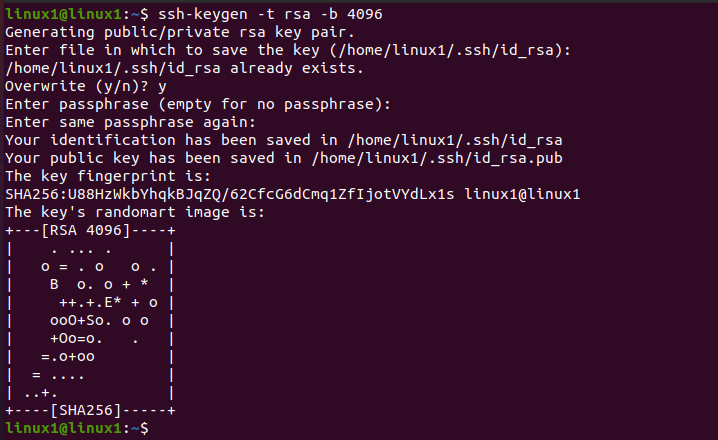 linux1@linux1:~$ ssh-keygen -t rsa -b 4096
Generating public/private rsa key pair.
Enter file in which to save the key (/home/linux1/.ssh/id_rsa):
/home/linux1/.ssh/id_rsa already exists.
Overwrite (y/n)? y
Enter passphrase (empty for no passphrase):
Enter same passphrase again:
Your identification has been saved in /home/linux1/.ssh/id_rsa
Your public key has been saved in /home/linux1/.ssh/id_rsa.pub
The key fingerprint is:
SHA256:U88HzWkbYhqkBJqZQ/62CfcG6dCmq1ZfIjotVYdLx1s linux1@linux1
The key's randomart image is:
+---[RSA 4096]----+
|    . ... .      |
|   o = . o   o . |
|    B  o. o + *  |
|     ++.+.E* + o |
|    ooO+So. o o  |
|    +Oo=o.   .   |
|   =.o+oo        |
|  = ....         |
| ..+.            |
+----[SHA256]-----+
linux1@linux1:~$